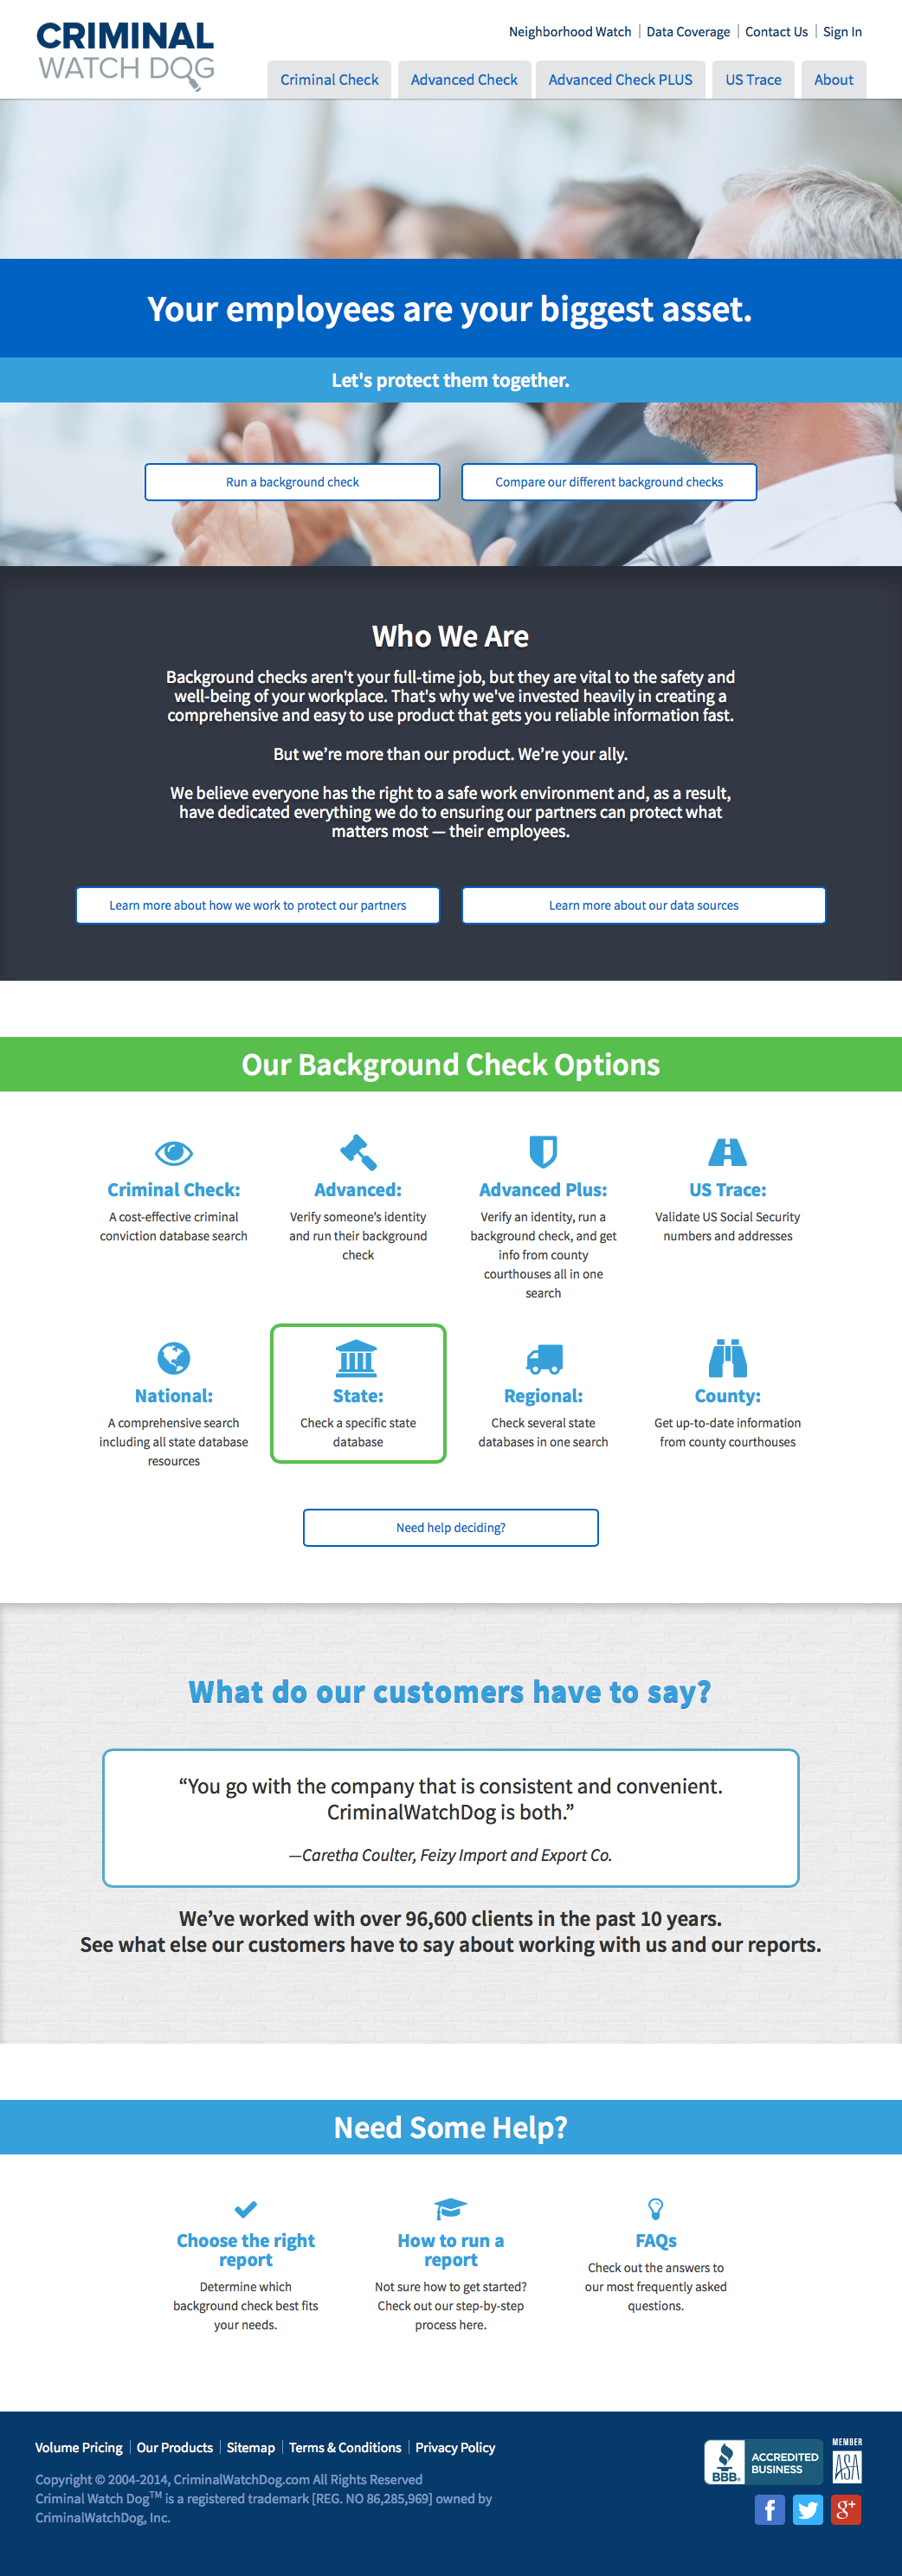 CRIMINAL
WATCH DOG
Neighborhood Watch | Data Coverage | Contact Us | Sign In
Criminal Check
Advanced Check
Advanced Check PLUS
US Trace
About
Your employees are your biggest asset.
Let's protect them together.
Run a background check
Compare our different background checks
Who We Are
Background checks aren't your full-time job, but they are vital to the safety and
well-being of your workplace. That's why we've invested heavily in creating a
comprehensive and easy to use product that gets you reliable information fast.
But we’re more than our product. We’re your ally.
We believe everyone has the right to a safe work environment and, as a result,
have dedicated everything we do to ensuring our partners can protect what
matters most — their employees.
Learn more about how we work to protect our partners
Learn more about our data sources
Our Background Check Options
Criminal Check:
A cost-effective criminal
conviction database search
Advanced:
Verify someone’s identity
and run their background
check
Advanced Plus:
Verify an identity, run a
background check, and get
info from county
courthouses all in one
search
US Trace:
Validate US Social Security
numbers and addresses
National:
A comprehensive search
including all state database
resources
State:
Check a specific state
database
Regional:
Check several state
databases in one search
County:
Get up-to-date information
from county courthouses
Need help deciding?
What do our customers have to say?
“You go with the company that is consistent and convenient.
CriminalWatchDog is both.”
—Caretha Coulter, Feizy Import and Export Co.
We’ve worked with over 96,600 clients in the past 10 years.
See what else our customers have to say about working with us and our reports.
Need Some Help?
Choose the right
report
Determine which
background check best fits
your needs.
How to run a
report
Not sure how to get started?
Check out our step-by-step
process here.
FAQs
Check out the answers to
our most frequently asked
questions.
Volume Pricing | Our Products | Sitemap | Terms & Conditions | Privacy Policy
Copyright © 2004-2014, CriminalWatchDog.com All Rights Reserved
Criminal Watch Dog™ is a registered trademark [REG. NO 86,285,969] owned by
CriminalWatchDog, Inc.
BBB.
ACCREDITED
BUSINESS
MEMBER
ASA
f
g+